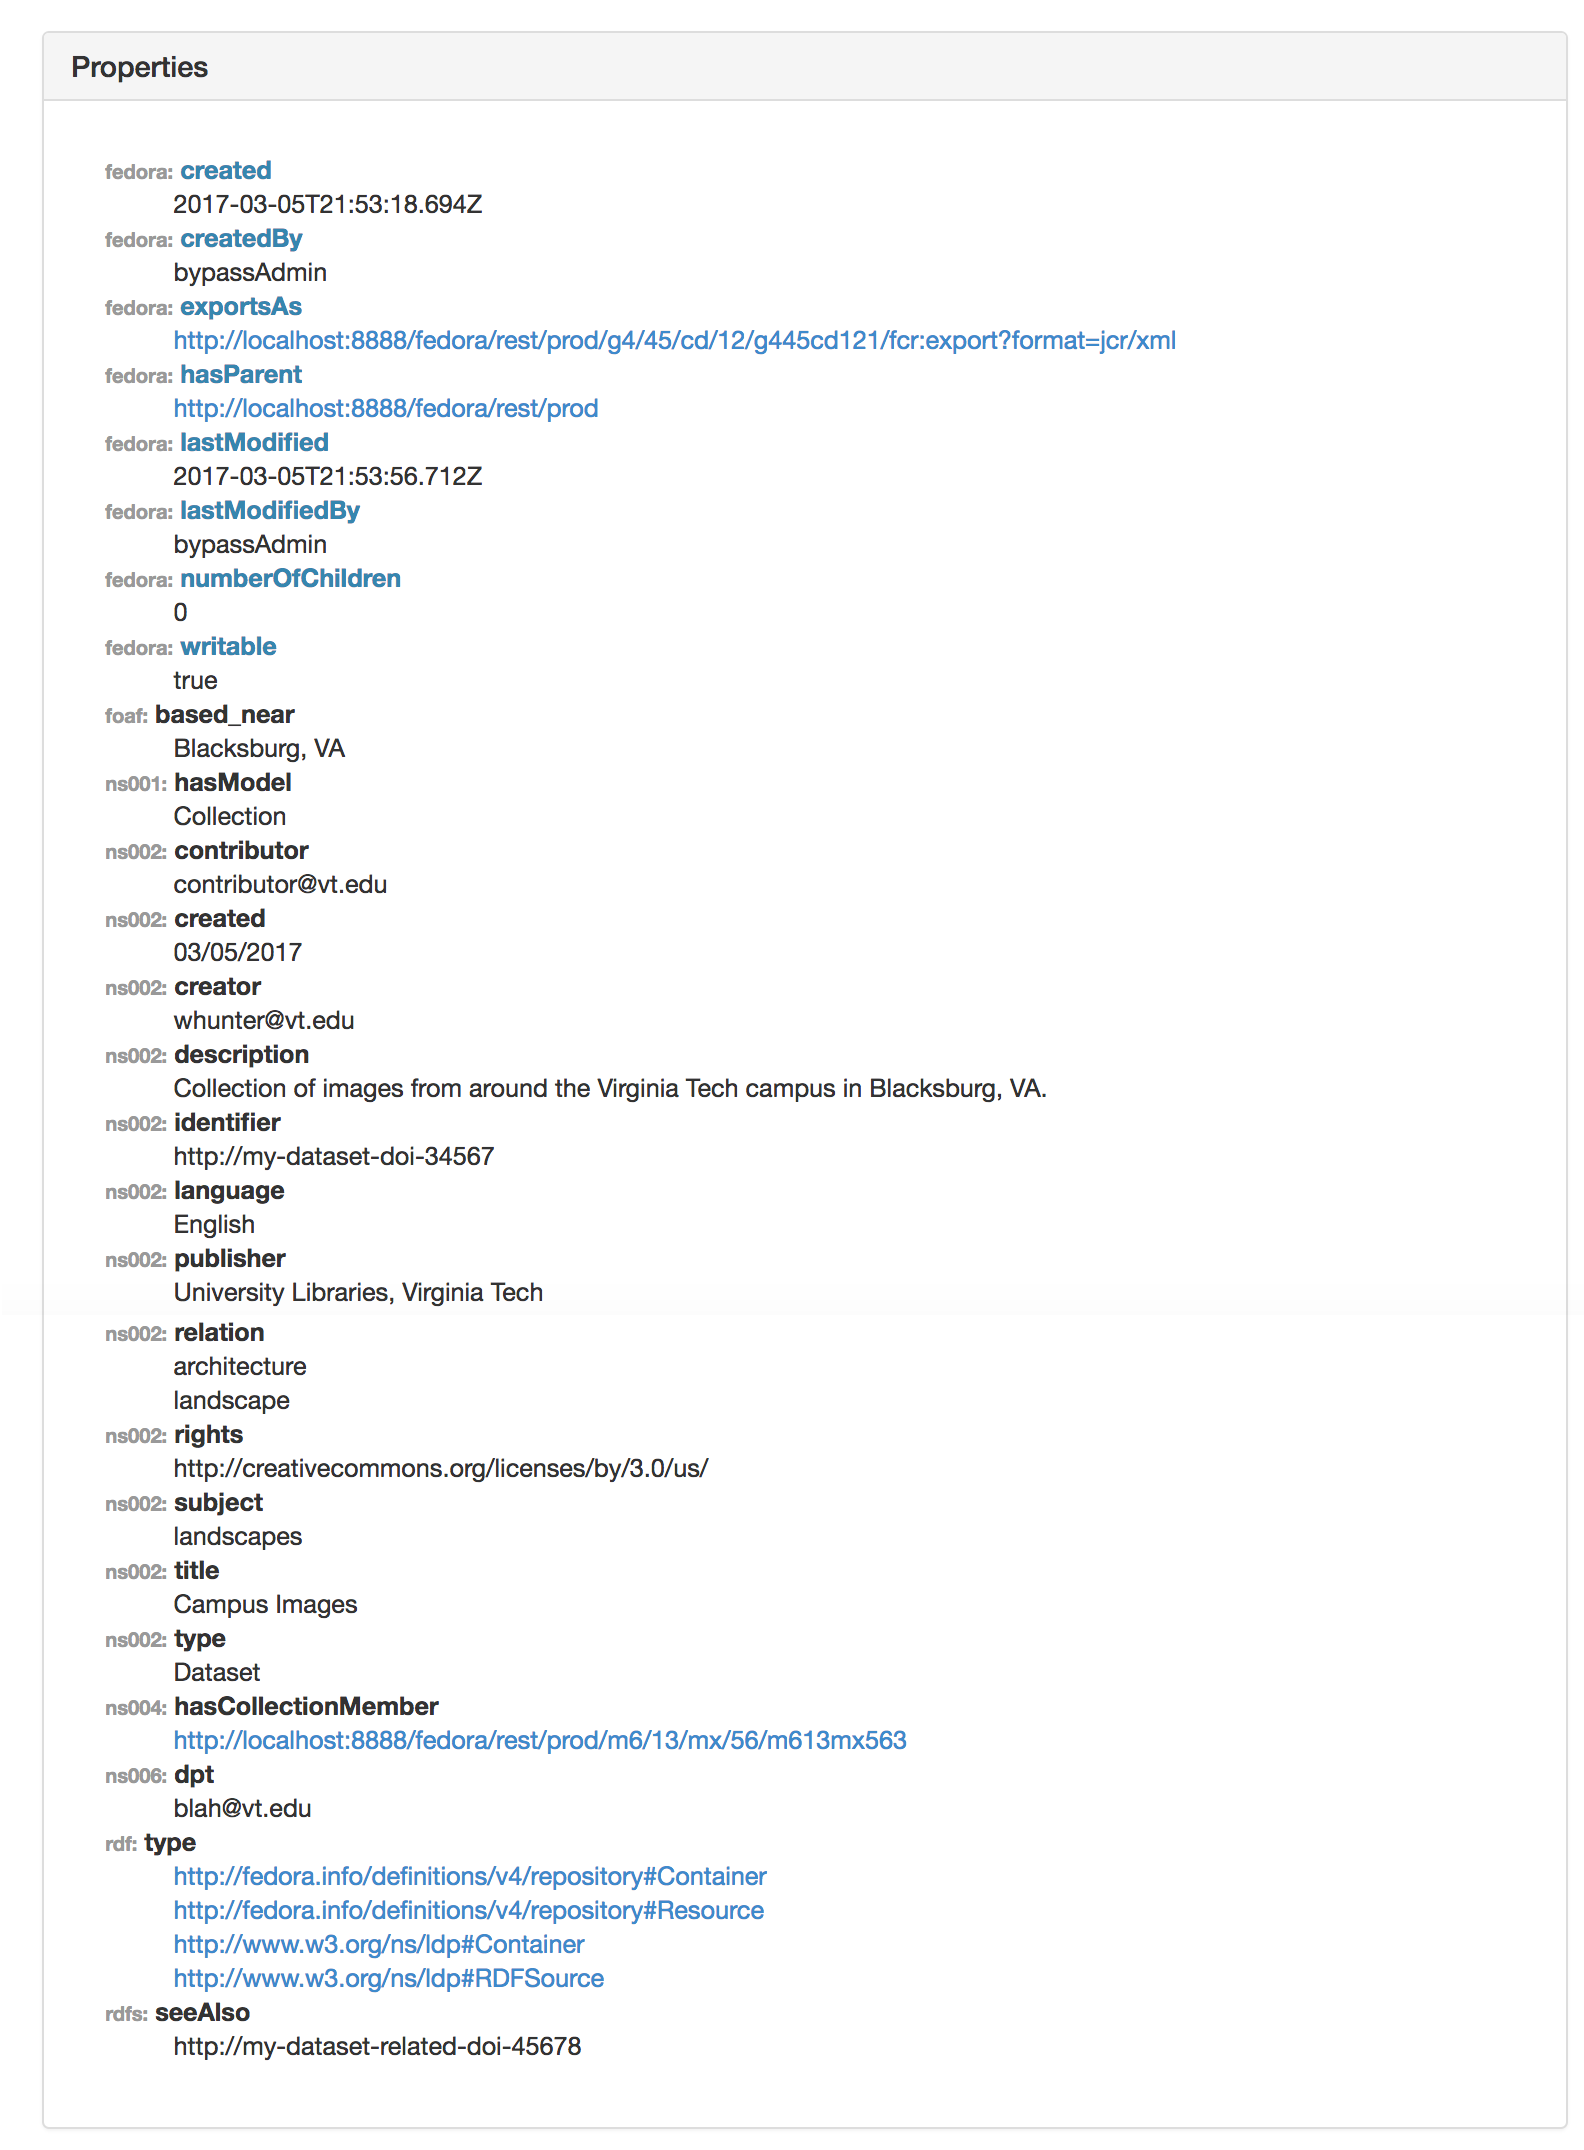 Properties
fedora: created
2017-03-05T21:53:18.694Z
fedora: createdBy
bypassAdmin
fedora: exportsAs
http://localhost:8888/fedora/rest/prod/g4/45/cd/12/g445cd121/fcr:export?format=jcr/xml
fedora: hasParent
http://localhost:8888/fedora/rest/prod
fedora: lastModified
2017-03-05T21:53:56.712Z
fedora: lastModifiedBy
bypassAdmin
fedora: numberOfChildren
0
fedora: writable
true
foaf: based_near
Blacksburg, VA
ns001: hasModel
Collection
ns002: contributor
contributor@vt.edu
ns002: created
03/05/2017
ns002: creator
whunter@vt.edu
ns002: description
Collection of images from around the Virginia Tech campus in Blacksburg, VA.
ns002: identifier
http://my-dataset-doi-34567
ns002: language
English
ns002: publisher
University Libraries, Virginia Tech
ns002: relation
architecture
landscape
ns002: rights
http://creativecommons.org/licenses/by/3.0/us/
ns002: subject
landscapes
ns002: title
Campus Images
ns002: type
Dataset
ns004: hasCollectionMember
http://localhost:8888/fedora/rest/prod/m6/13/mx/56/m613mx563
ns006: dpt
blah@vt.edu
rdf: type
http://fedora.info/definitions/v4/repository#Container
http://fedora.info/definitions/v4/repository#Resource
http://www.w3.org/ns/ldp#Container
http://www.w3.org/ns/ldp#RDFSource
rdfs: seeAlso
http://my-dataset-related-doi-45678